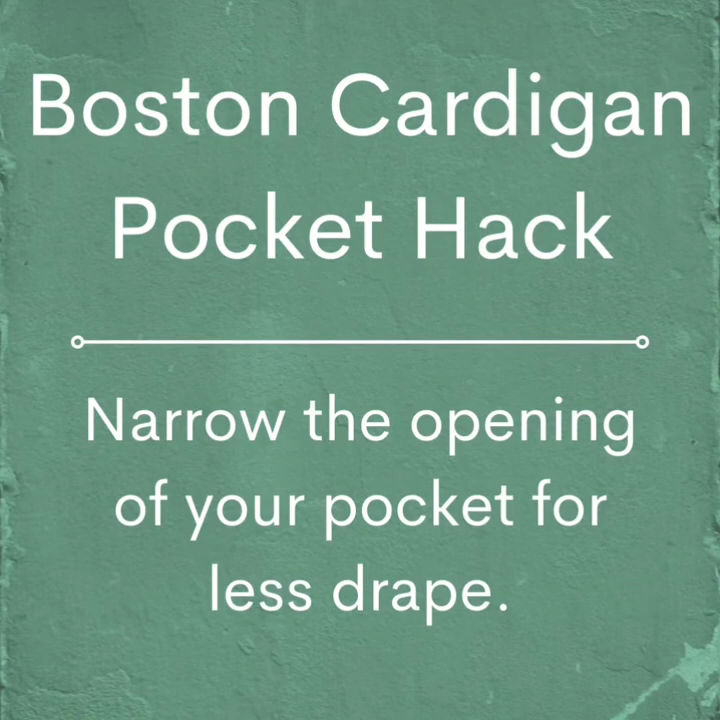 Boston Cardigan
Pocket Hack
Narrow the opening
of your pocket for
less drape.